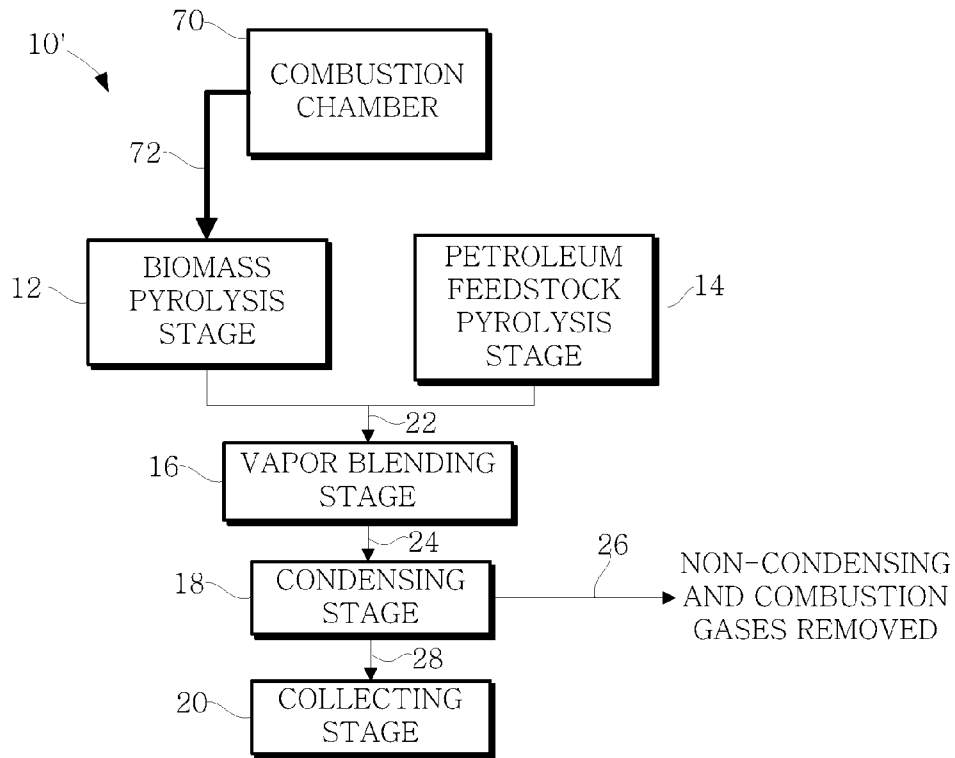 70
10'
COMBUSTION
CHAMBER
72
12
BIOMASS
PYROLYSIS
STAGE
PETROLEUM
FEEDSTOCK
PYROLYSIS
STAGE
14
22
16
VAPOR BLENDING
STAGE
24
18
CONDENSING
STAGE
26
NON-CONDENSING
AND COMBUSTION
GASES REMOVED
28
20
COLLECTING
STAGE